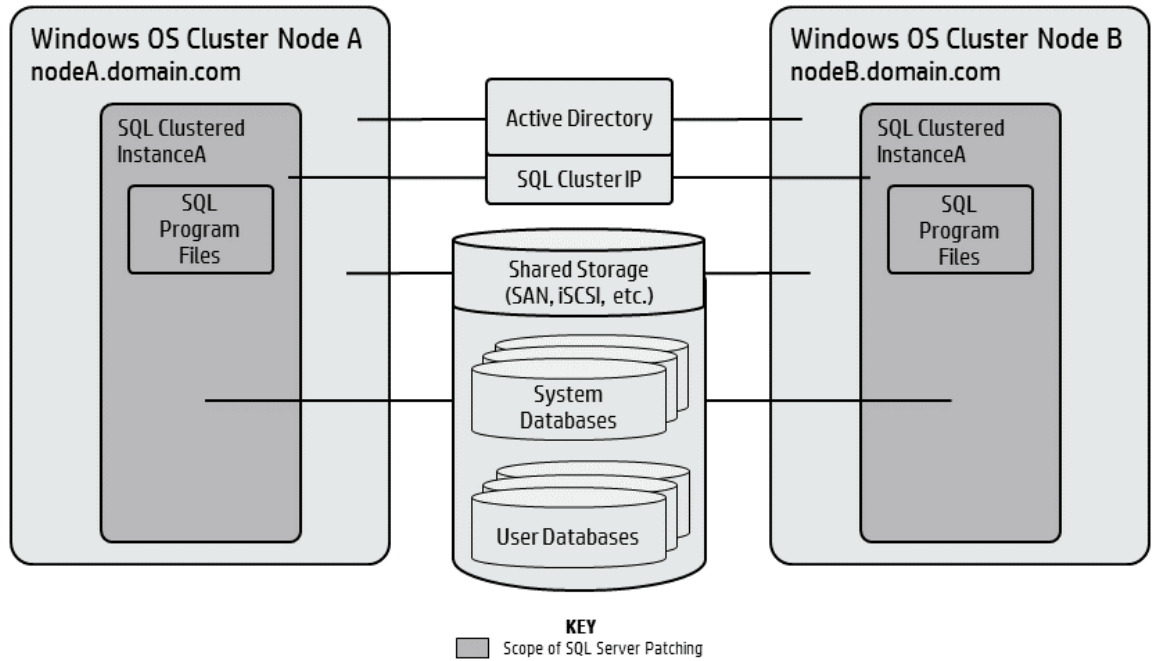 Windows OS Cluster Node A
nodeA.domain.com
SQL Clustered
InstanceA
SQL
Program
Files
Active Directory
SQL Cluster IP
Shared Storage
(SAN, iSCSI, etc.)
System
Databases
User Databases
Windows OS Cluster Node B
nodeB.domain.com
SQL Clustered
InstanceA
SQL
Program
Files
KEY
Scope of SQL Server Patching